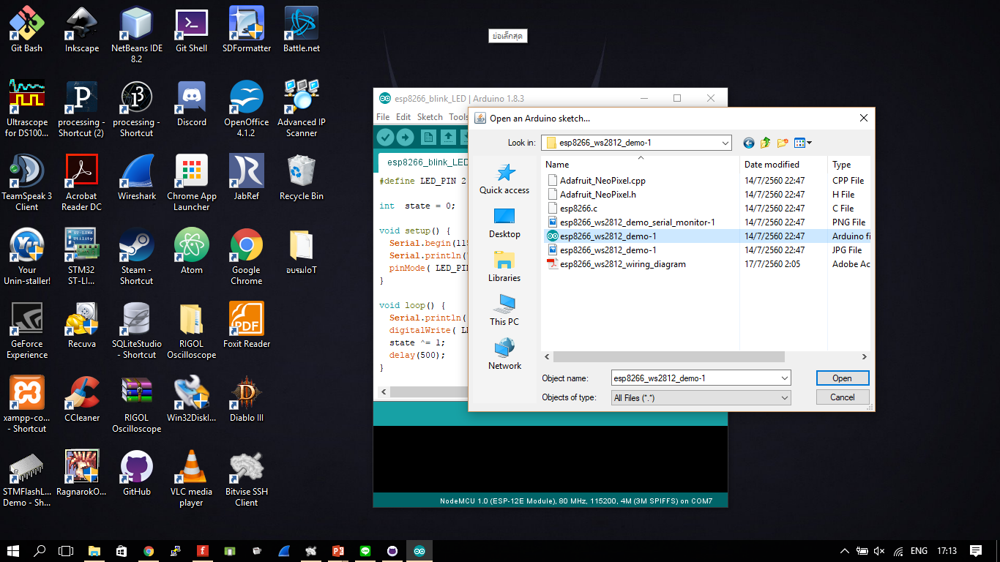 Git Bash
Inkscape
NetBeans IDE
8.2
Git Shell
SDFormatter
Battle.net
Ultrascope
for DS100...
processing -
Shortcut (2)
processing -
Shortcut
Discord
OpenOffice
4.1.2
Advanced IP
Scanner
TeamSpeak 3
Client
Acrobat
Reader DC
Wireshark
Chrome App
Launcher
JabRef
Recycle Bin
Your
Unin-staller!
STM32
ST-LI...
Steam -
Shortcut
Atom
Google
Chrome
อบรมIoT
GeForce
Experience
Recuva
SQLiteStudio
- Shortcut
RIGOL
Oscilloscope
Foxit Reader
xampp-co...
- Shortcut
CCleaner
RIGOL
Oscilloscope
Win32DiskI...
Diablo III
STMFlashL...
Demo - Sh...
RagnarokO...
GitHub
VLC media
player
Bitvise SSH
Client
ย่อเล็กสุด
esp8266_blink_LED | Arduino 1.8.3
File Edit Sketch Tools
esp8266_blink_LED
#define LED_PIN 2
int state = 0;
void setup() {
Serial.begin(115
Serial.println(
pinMode( LED_PIN
}
void loop() {
Serial.println(
digitalWrite( LE
state ^= 1;
delay(500);
}
NodeMCU 1.0 (ESP-12E Module), 80 MHz, 115200, 4M (3M SPIFFS) on COM7
Open an Arduino sketch...
Look in: esp8266_ws2812_demo-1
Quick access
Desktop
Libraries
This PC
Network
Name Date modified Type
Adafruit_NeoPixel.cpp 14/7/2560 22:47 CPP File
Adafruit_NeoPixel.h 14/7/2560 22:47 H File
esp8266.c 14/7/2560 22:47 C File
esp8266_ws2812_demo_serial_monitor-1 14/7/2560 22:47 PNG File
esp8266_ws2812_demo-1 14/7/2560 22:47 Arduino fi
esp8266_ws2812_demo-1 14/7/2560 22:47 JPG File
esp8266_ws2812_wiring_diagram 17/7/2560 2:05 Adobe Ac
Object name: esp8266_ws2812_demo-1 Open
Objects of type: All Files (*.*) Cancel
ENG 17:13